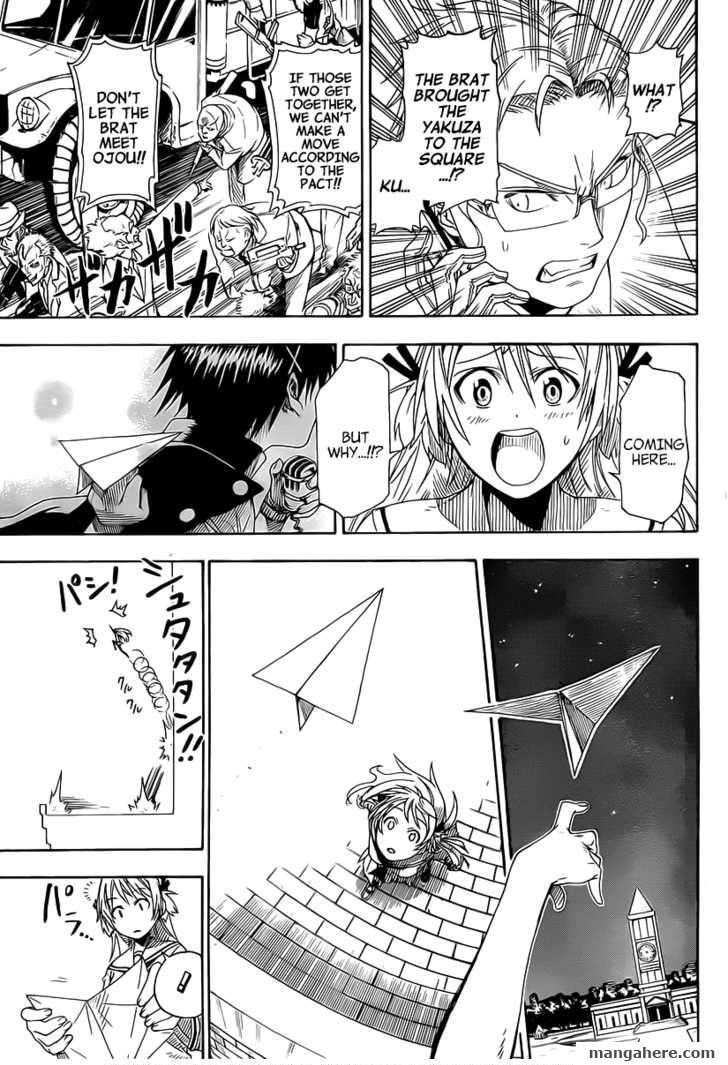 WHAT
!?
THE BRAT
BROUGHT
THE
YAKUZA
TO THE
SQUARE
...!?
KU...
IF THOSE
TWO GET
TOGETHER,
WE CAN'T
MAKE A
MOVE
ACCORDING
TO THE
PACT!!
DON'T
LET THE
BRAT
MEET
OJOU!!
ザカ
ザカ
COMING
HERE...
BUT
WHY...!!?
シュタタタン!!
パシ!
パラ...
!
mangahere.com